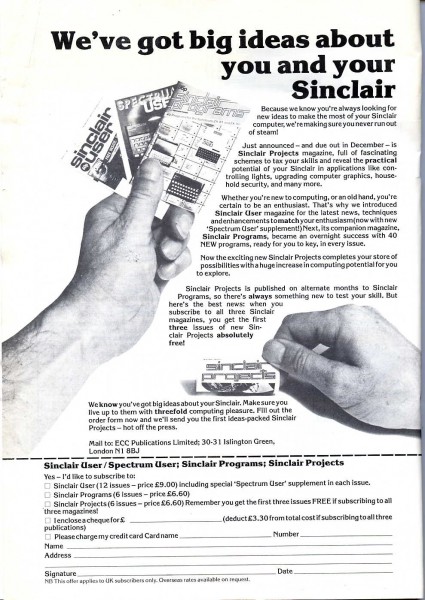 We've got big ideas about
you and your
Sinclair
Because we know you're always looking for
new ideas to make the most of your Sinclair
computer, we're making sure you never run out
of steam!
Just announced – and due out in December – is
Sinclair Projects magazine, full of fascinating
schemes to tax your skills and reveal the practical
potential of your Sinclair in applications like con-
trolling lights, upgrading computer graphics, house-
hold security, and many more.
Whether you're new to computing, or an old hand, you're
certain to be an enthusiast. That's why we introduced
Sinclair User magazine for the latest news, techniques
and enhancements to match your enthusiasm (now with new
'Spectrum User' supplement!) Next, its companion magazine,
Sinclair Programs, became an overnight success with 40
NEW programs, ready for you to key, in every issue.
Now the exciting new Sinclair Projects completes your store of
possibilities with a huge increase in computing potential for you
to explore.
Sinclair Projects is published on alternate months to Sinclair
Programs, so there's always something new to test your skill. But
here's the best news: when you
subscribe to all three Sinclair
magazines, you get the first
three issues of new Sin-
clair Projects absolutely
free!
sinclair
user
SPECTRUM
USER
sinclair
programs
sinclair
projects
We know you've got big ideas about your Sinclair. Make sure you
live up to them with threefold computing pleasure. Fill out the
order form now and we'll send you the first ideas-packed Sinclair
Projects – hot off the press.
Mail to: ECC Publications Limited; 30-31 Islington Green,
London N1 8BJ
Sinclair User / Spectrum User; Sinclair Programs; Sinclair Projects
Yes – I'd like to subscribe to:
Sinclair User (12 issues – price £9.00) including special 'Spectrum User' supplement in each issue.
Sinclair Programs (6 issues – price £6.60)
Sinclair Projects (6 issues – price £6.60) Remember you get the first three issues FREE if subscribing to all
three magazines!
I enclose a cheque for £ (deduct £3.30 from total cost if subscribing to all three
publications)
Please charge my credit card Card name Number
Name
Address
Signature Date
NB This offer applies to UK subscribers only. Overseas rates available on request.